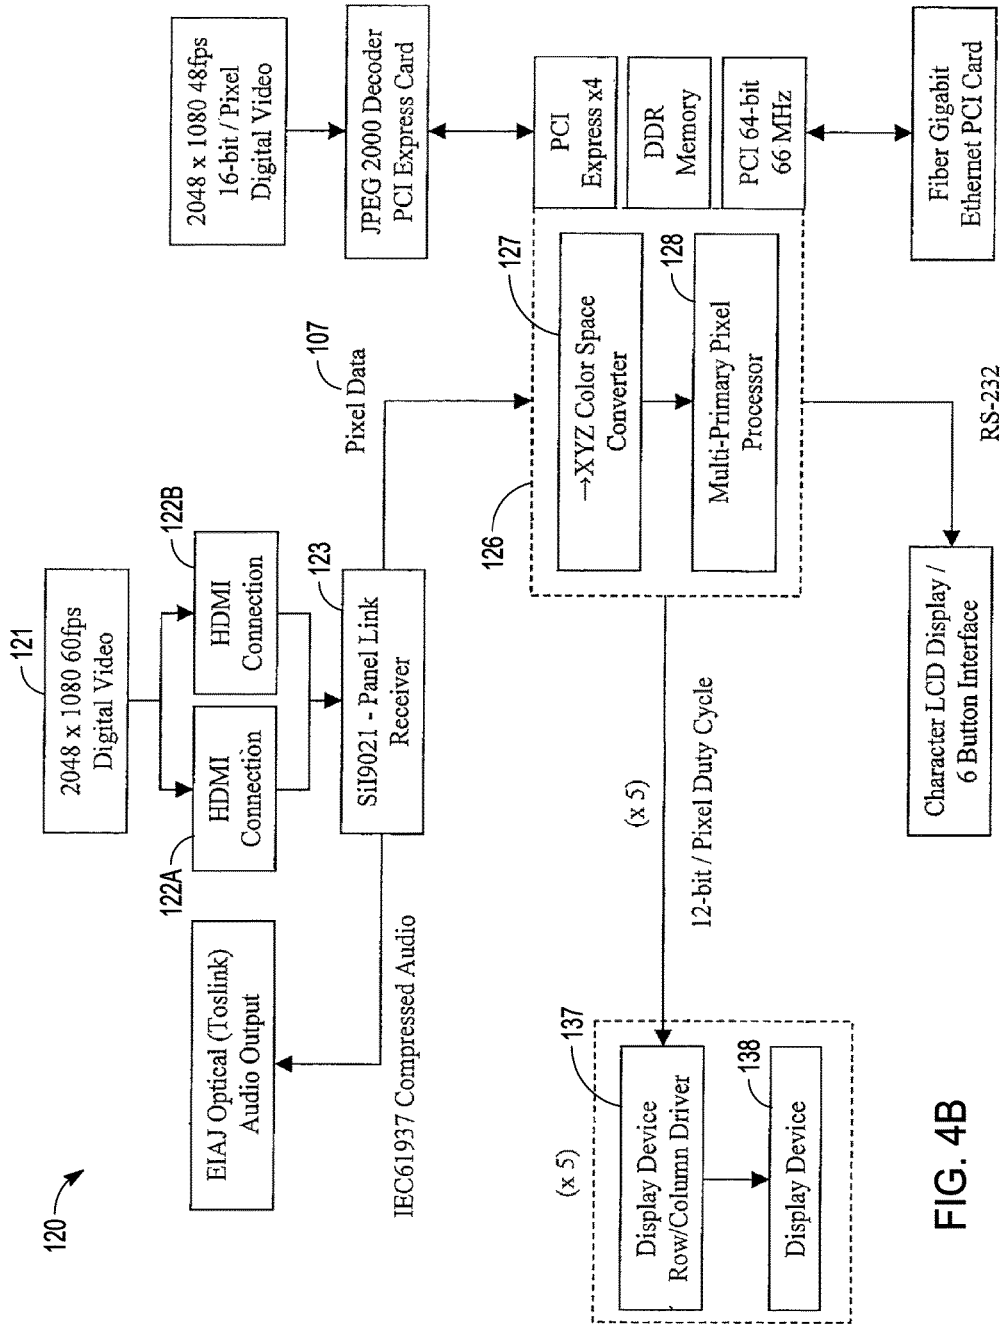 120
121
2048 x 1080 60fps
Digital Video
122A
HDMI
Connection
122B
HDMI
Connection
123
SiI9021 - Panel Link
Receiver
EIAJ Optical (Toslink)
Audio Output
IEC61937 Compressed Audio
107
Pixel Data
2048 x 1080 48fps
16-bit / Pixel
Digital Video
JPEG 2000 Decoder
PCI Express Card
126
127
→XYZ Color Space
Converter
128
Multi-Primary Pixel
Processor
PCI
Express x4
DDR
Memory
PCI 64-bit
66 MHz
Fiber Gigabit
Ethernet PCI Card
(x 5)
12-bit / Pixel Duty Cycle
(x 5)
137
Display Device
Row/Column Driver
138
Display Device
Character LCD Display /
6 Button Interface
RS-232
FIG. 4B